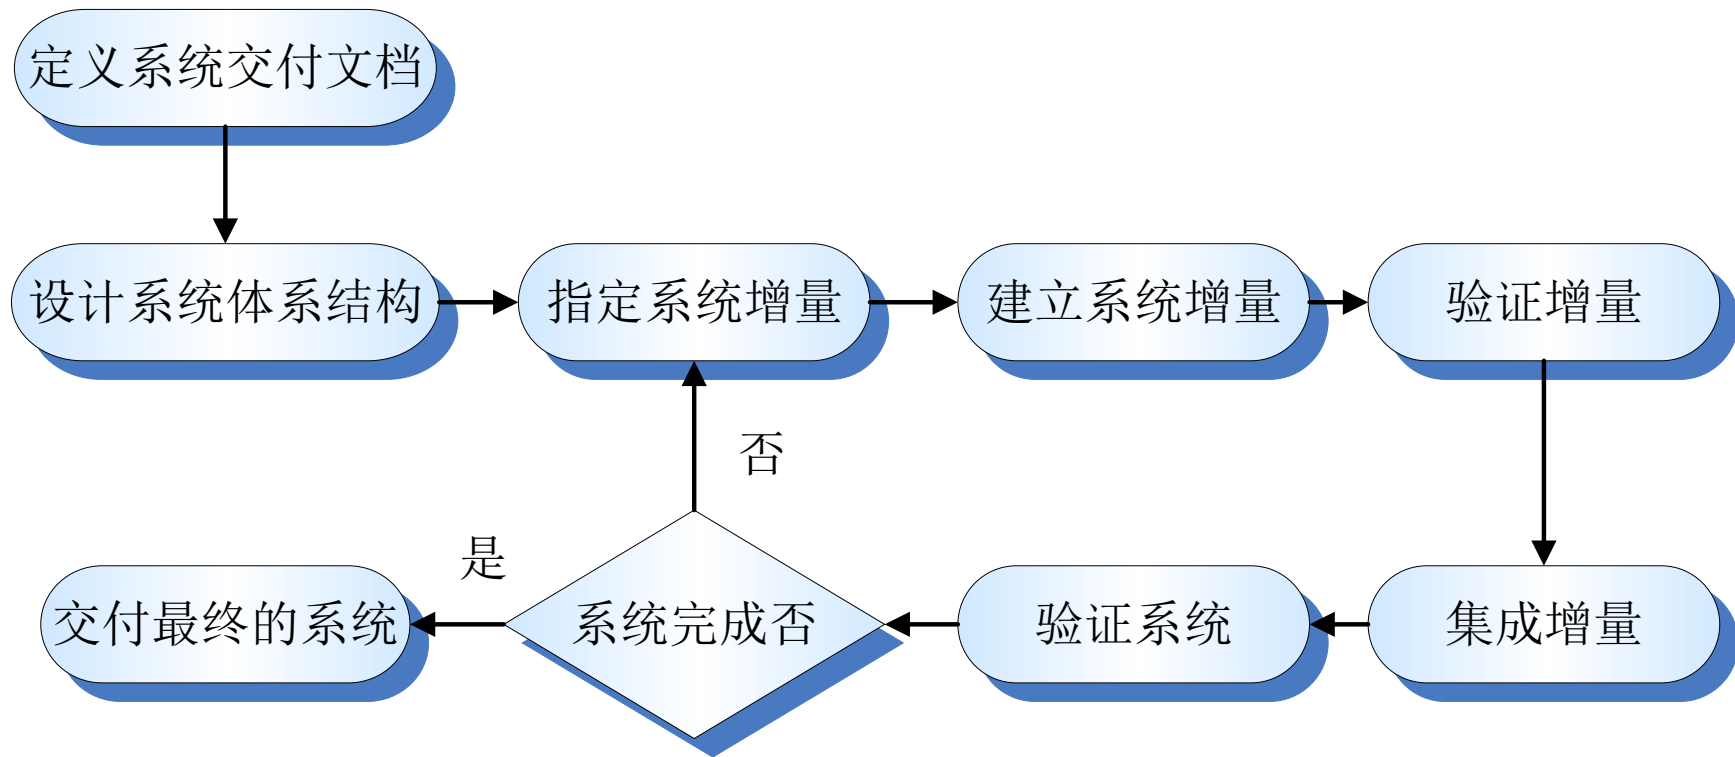 定义系统交付文档
设计系统体系结构
指定系统增量
建立系统增量
验证增量
否
是
交付最终的系统
系统完成否
验证系统
集成增量